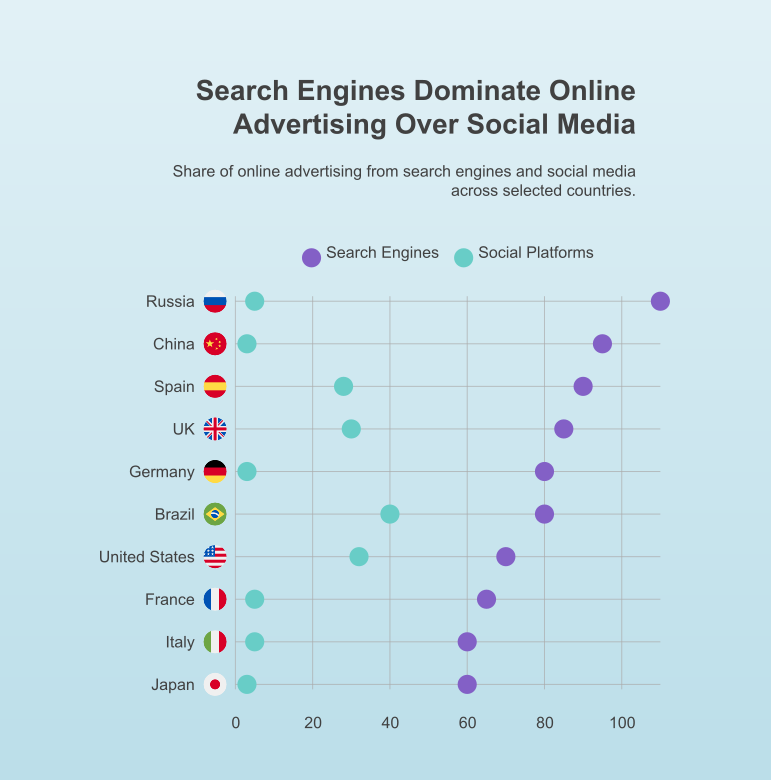 Search Engines Dominate Online
Advertising Over Social Media
Share of online advertising from search engines and social media
across selected countries.
Search Engines
Social Platforms
Russia
China
Spain
UK
Germany
Brazil
United States
France
Italy
Japan
0 20 40 60 80 100